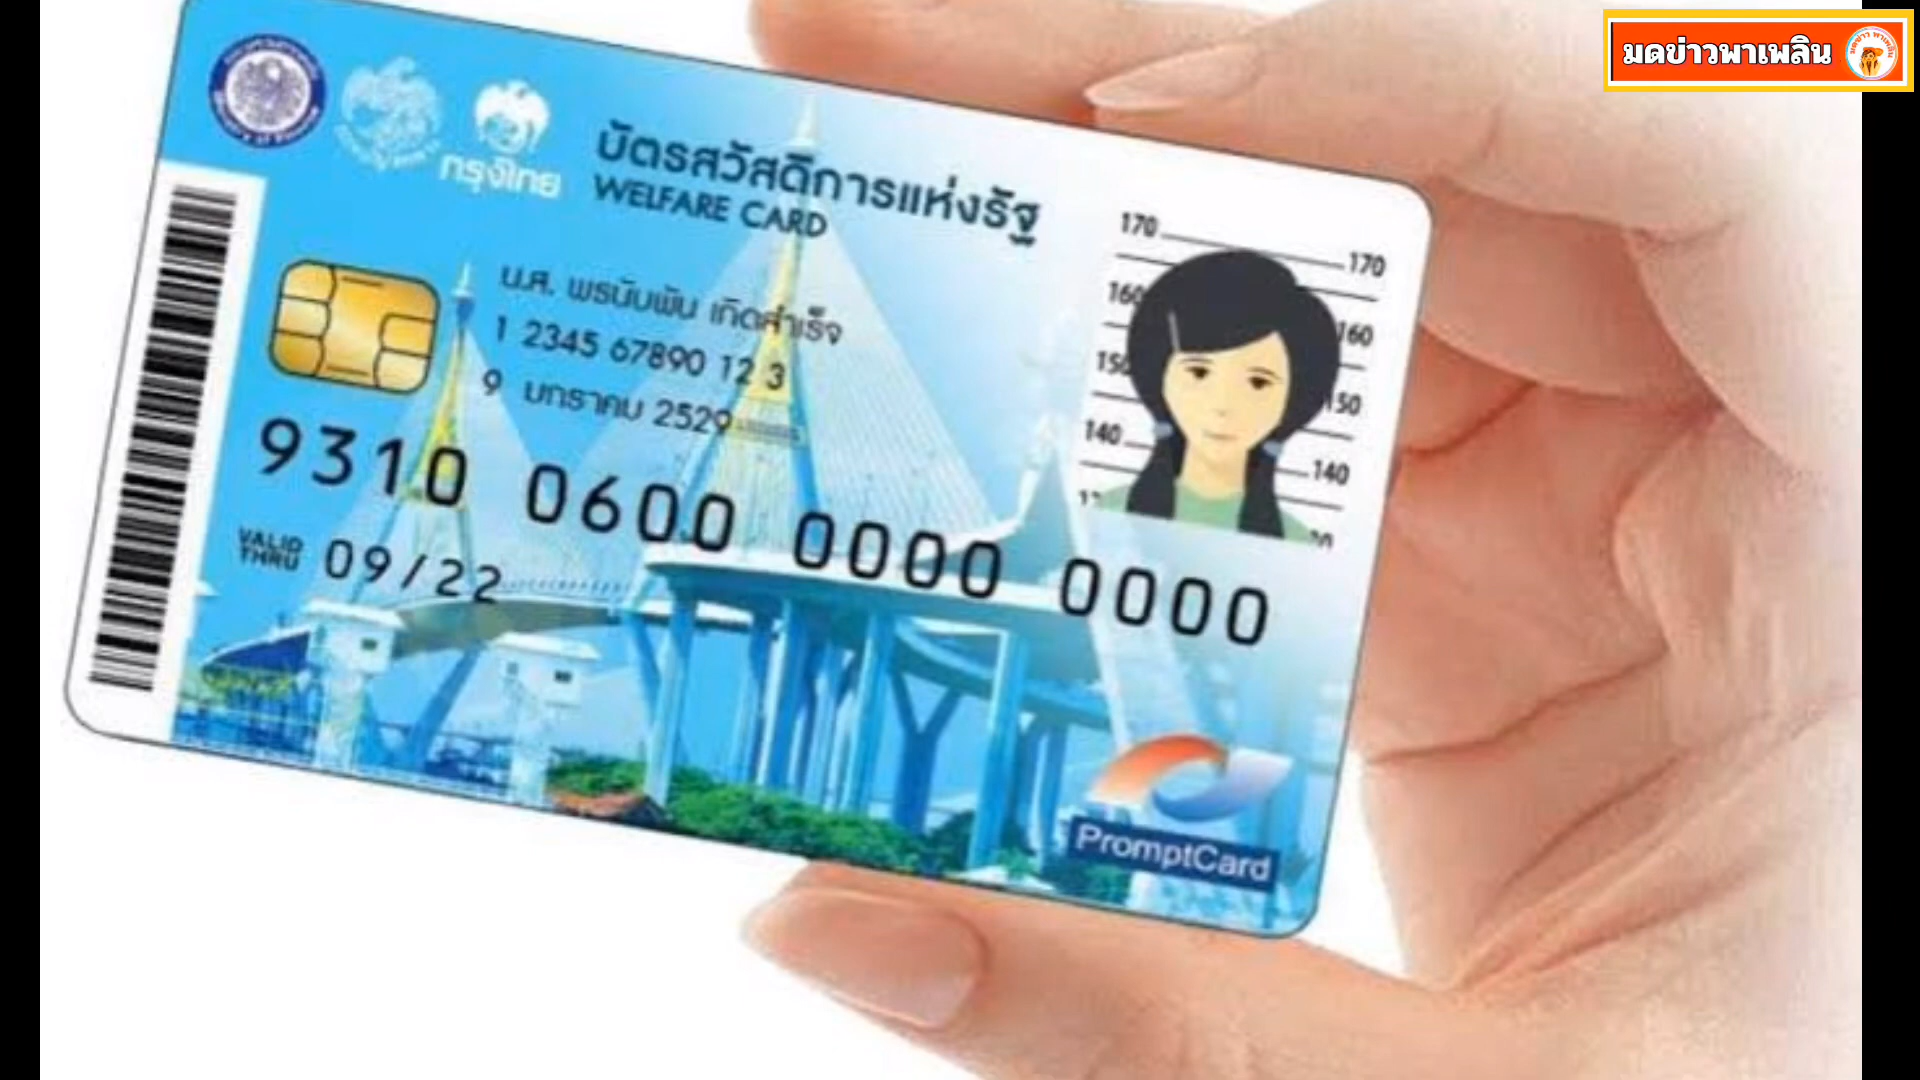 มดข่าวพาเพลิน
กรุงไทย
บัตรสวัสดิการแห่งรัฐ
WELFARE CARD
น.ส. พรนับพัน เกิดสำเร็จ
1 2345 67890 12 3
9 มกราคม 2529
9310 0600 0000 0000
VALID THRU 09/22
170
170
160
160
150
150
140
140
PromptCard